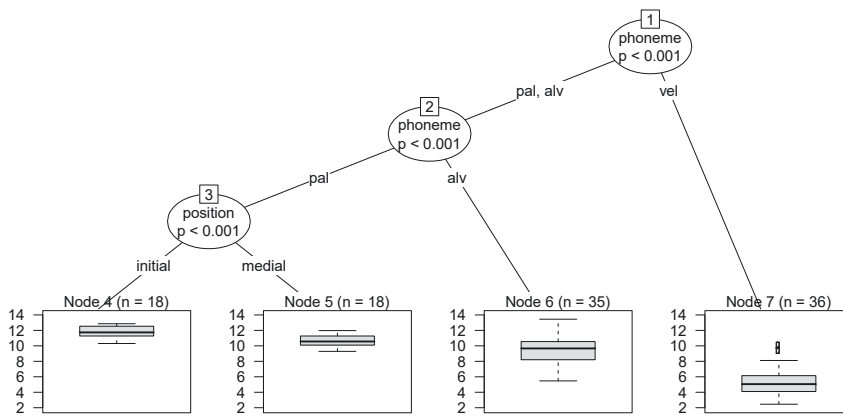 1
phoneme
p < 0.001
pal, alv
vel
2
phoneme
p < 0.001
pal
alv
3
position
p < 0.001
initial
medial
Node 4 (n = 18)
14
12
10
8
6
4
2
Node 5 (n = 18)
14
12
10
8
6
4
2
Node 6 (n = 35)
14
12
10
8
6
4
2
Node 7 (n = 36)
14
12
10
8
6
4
2